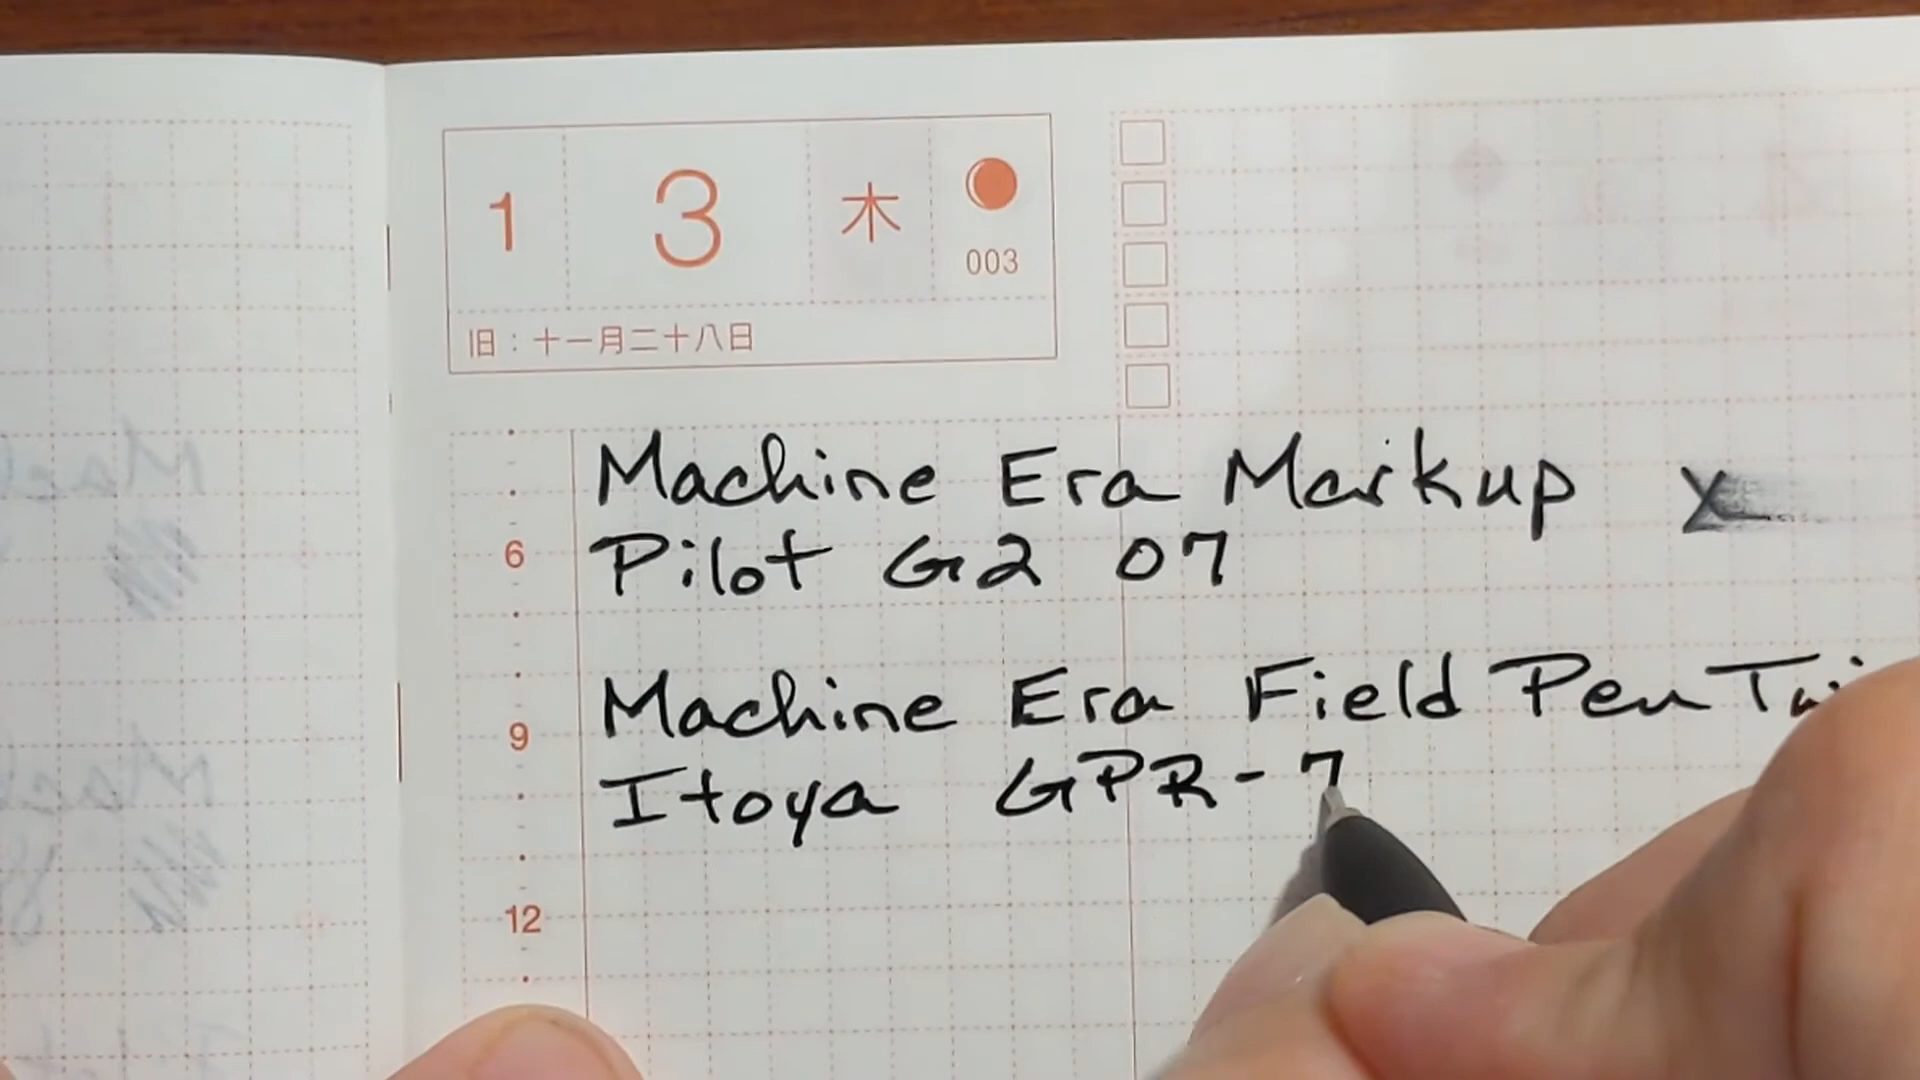 1 3 木
003
旧：十一月二十八日
Machine Era Markup X
6 Pilot G2 07
Machine Era Field Pen
9
Itoya GPR-7
12